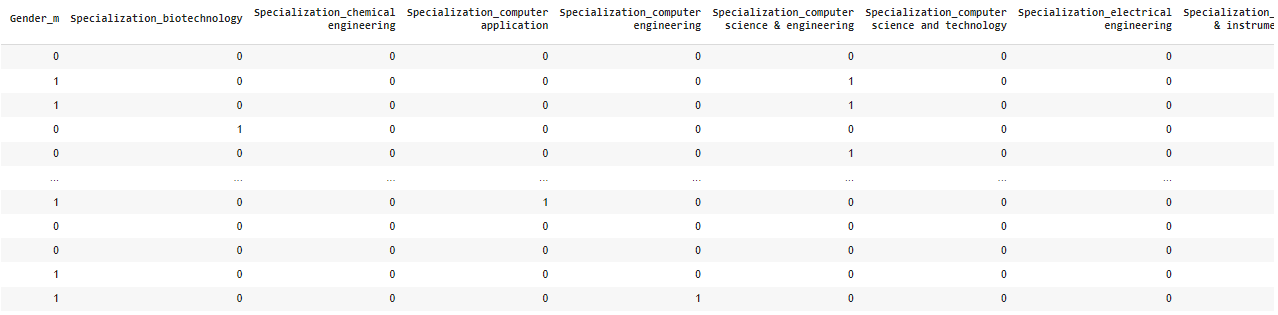 Gender_m Specialization_biotechnology Specialization_chemical engineering Specialization_computer application Specialization_computer engineering Specialization_computer science & engineering Specialization_computer science and technology Specialization_electrical engineering Specialization_ & instrume
0 0 0 0 0 0 0 0
1 0 0 0 0 1 0 0
1 0 0 0 0 1 0 0
0 1 0 0 0 0 0 0
0 0 0 0 0 1 0 0
... ... ... ... ... ... ... ...
1 0 0 1 0 0 0 0
0 0 0 0 0 0 0 0
0 0 0 0 0 0 0 0
1 0 0 0 0 0 0 0
1 0 0 0 1 0 0 0